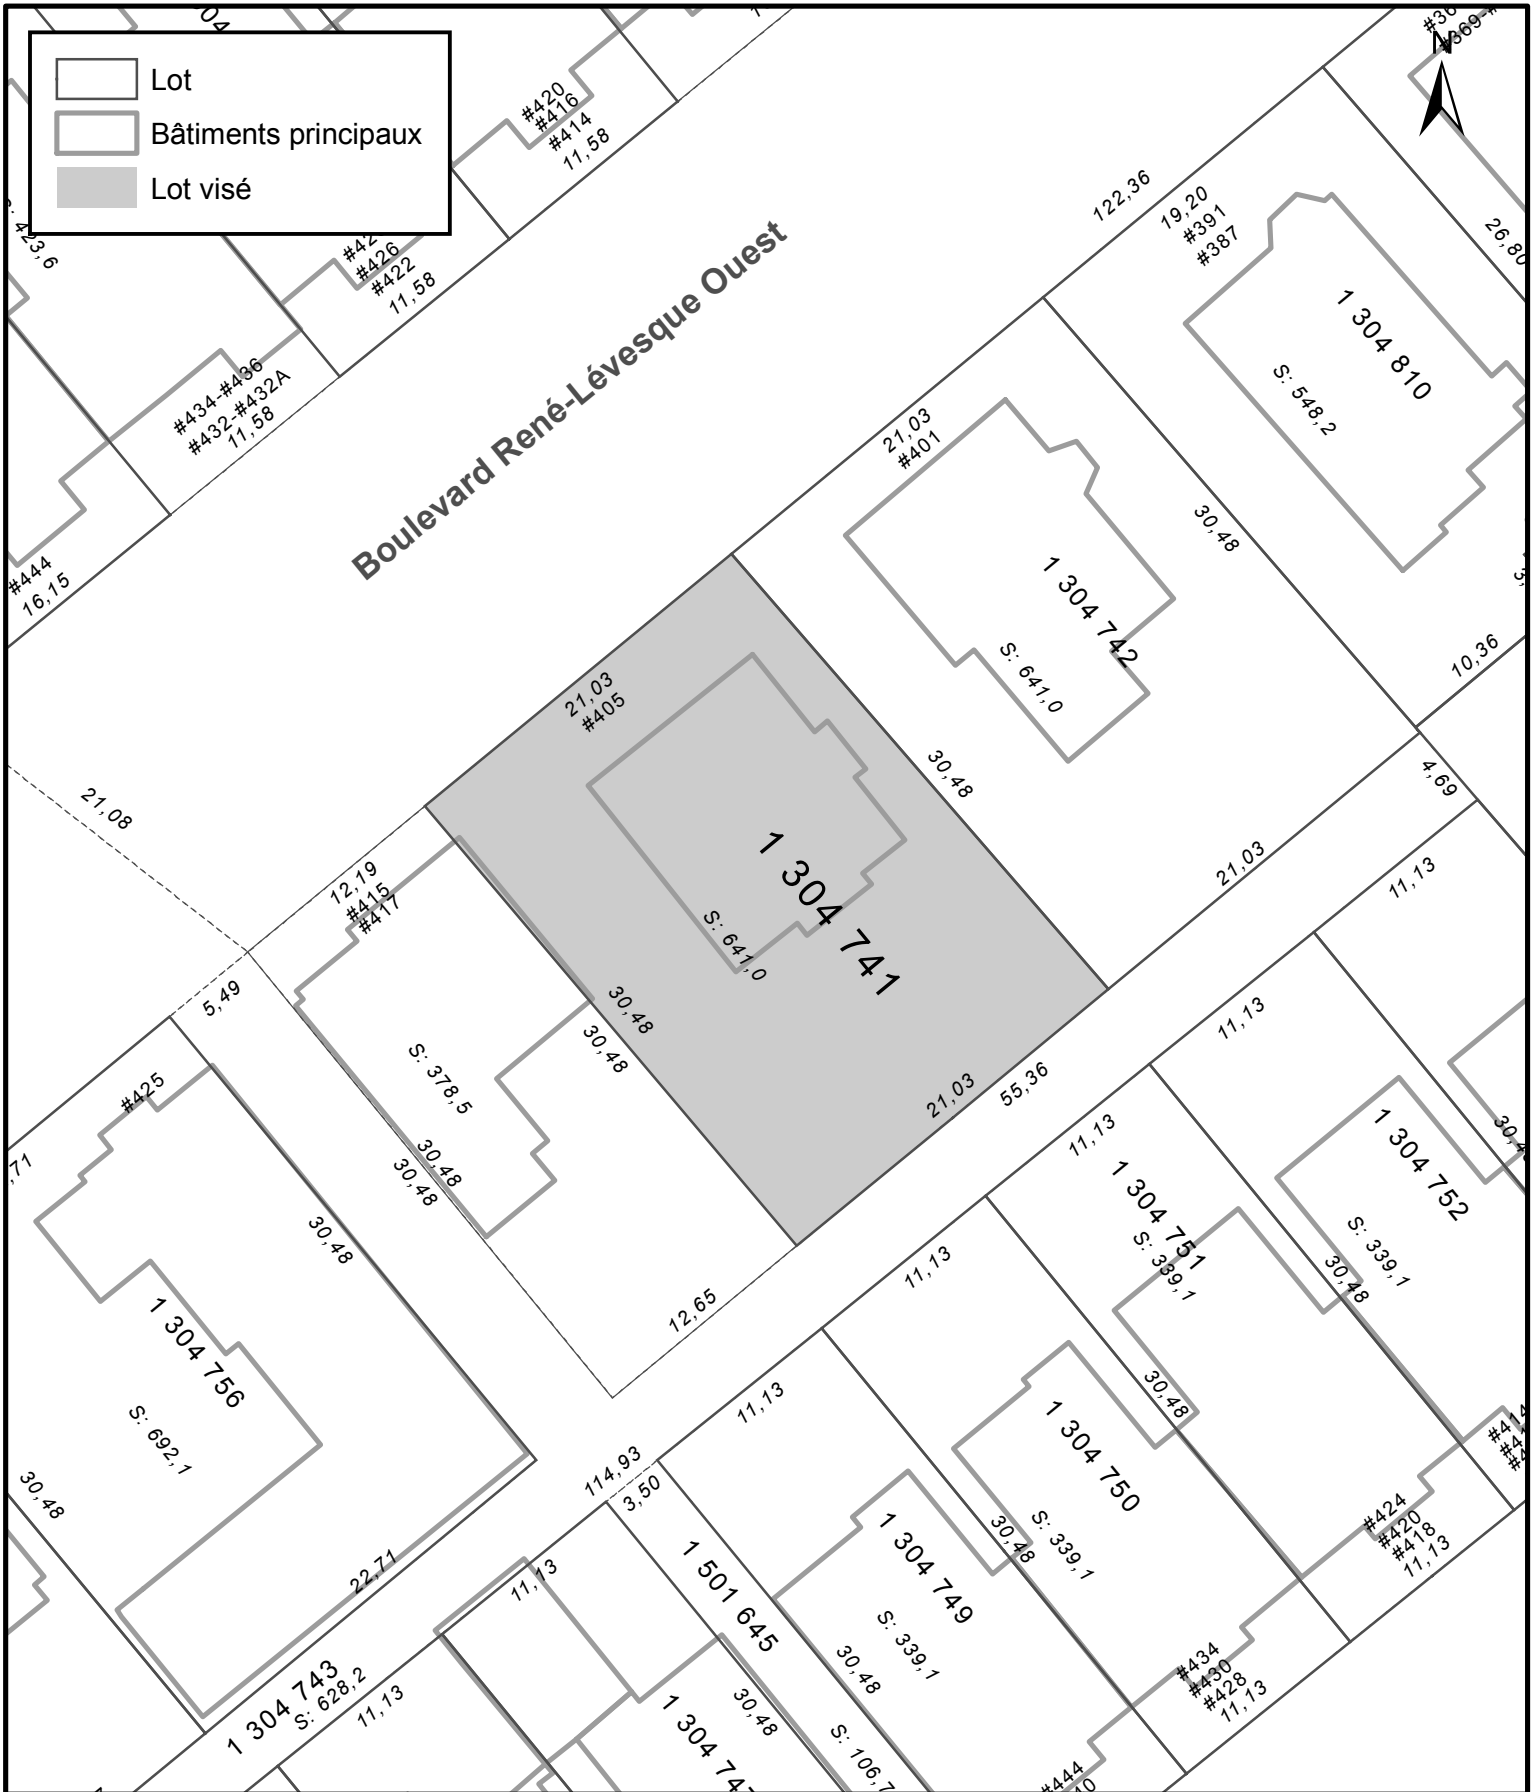 Lot
Bâtiments principaux
Lot visé
N
#420
#416
#414
11,58
#426
#422
11,58
#434-#436
#432-#432A
11,58
#444
16,15
Boulevard René-Lévesque Ouest
122,36
19,20
#391
#387
26,80
1 304 810
S: 548,2
21,03
#401
30,48
1 304 742
S: 641,0
10,36
4,69
21,03
11,13
21,03
#405
30,48
1 304 741
S: 641,0
30,48
21,03
55,36
21,08
12,19
#415
#417
30,48
S: 378,5
30,48
30,48
12,65
5,49
#425
30,48
1 304 756
S: 692,1
30,48
22,71
11,13
11,13
11,13
11,13
1 304 752
S: 339,1
30,48
1 304 751
S: 339,1
30,48
1 304 750
S: 339,1
30,48
1 304 749
S: 339,1
30,48
114,93
3,50
1 501 645
11,13
30,48
1 304 743
S: 628,2
11,13
#424
#420
#418
11,13
#434
#430
#428
11,13
#444